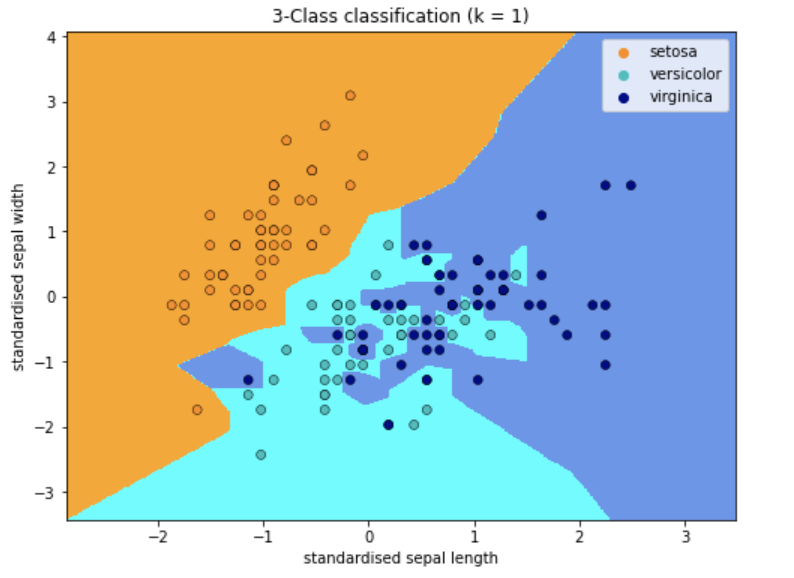 3-Class classification (k = 1)
setosa
versicolor
virginica
4
3
2
1
0
−1
−2
−3
standardised sepal width
−2 −1 0 1 2 3
standardised sepal length